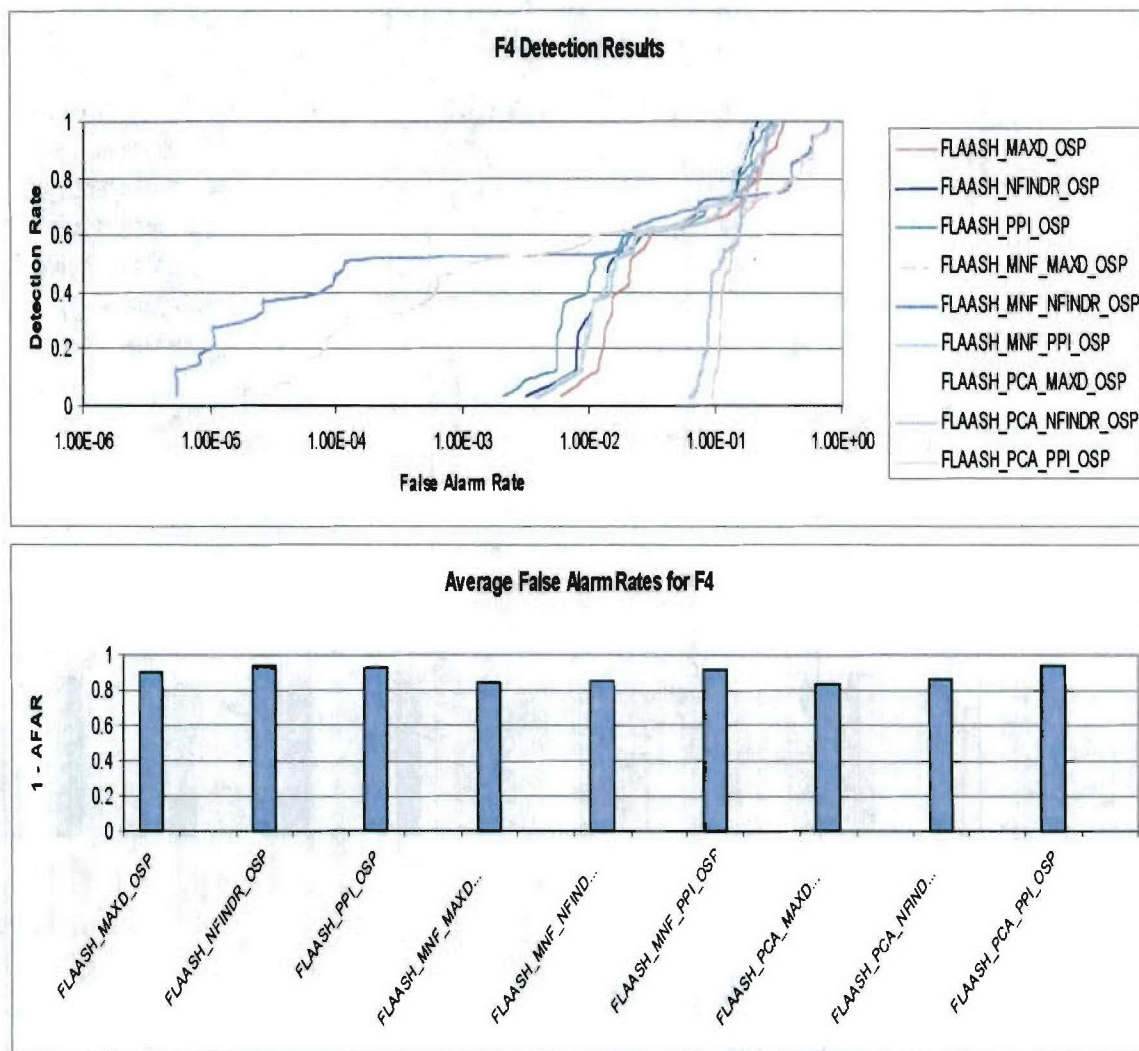 F4 Detection Results
Detection Rate
1
0.8
0.6
0.4
0.2
0
1.00E-06
1.00E-05
1.00E-04
1.00E-03
1.00E-02
1.00E-01
1.00E+00
False Alarm Rate
FLAASH_MAXD_OSP
FLAASH_NFINDR_OSP
FLAASH_PPI_OSP
FLAASH_MNF_MAXD_OSP
FLAASH_MNF_NFINDR_OSP
FLAASH_MNF_PPI_OSP
FLAASH_PCA_MAXD_OSP
FLAASH_PCA_NFINDR_OSP
FLAASH_PCA_PPI_OSP
Average False Alarm Rates for F4
1 - AFAR
1
0.8
0.6
0.4
0.2
0
FLAASH_MAXD_OSP
FLAASH_NFINDR_OSP
FLAASH_PPI_OSP
FLAASH_MNF_MAXD...
FLAASH_MNF_NFIND...
FLAASH_MNF_PPI_OSP
FLAASH_PCA_MAXD...
FLAASH_PCA_NFIND...
FLAASH_PCA_PPI_OSP